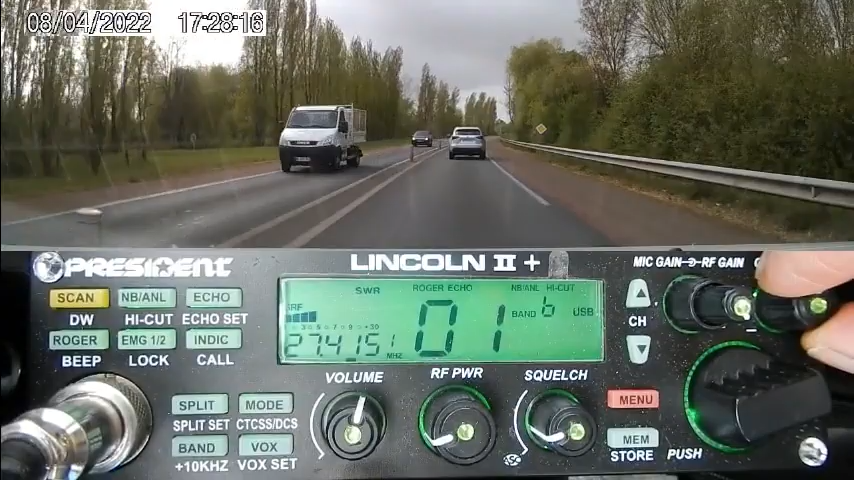 08/04/2022 17:28:16
PRESIDENT
LINCOLN II +
MIC GAIN RF GAIN
SCAN NB/ANL ECHO
DW HI-CUT ECHO SET
ROGER EMG 1/2 INDIC
BEEP LOCK CALL
SPLIT MODE
SPLIT SET CTCSS/DCS
BAND VOX
+10KHZ VOX SET
SWR ROGER ECHO NB/ANL HI-CUT
SRF
01 BAND b USB
27.415 MHZ
CH
VOLUME RF PWR SQUELCH
ASC
MENU
MEM
STORE PUSH